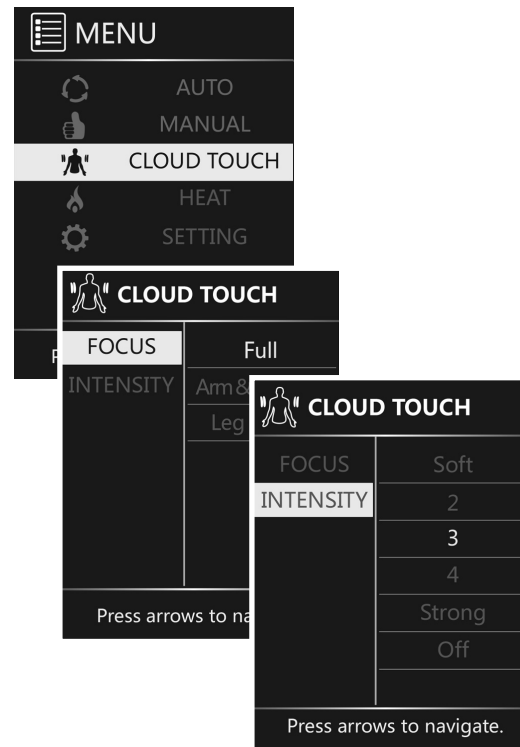 MENU
AUTO
MANUAL
CLOUD TOUCH
HEAT
SETTING
CLOUD TOUCH
FOCUS Full
INTENSITY Arm &
Leg
Press arrows to
CLOUD TOUCH
FOCUS Soft
INTENSITY 2
3
4
Strong
Off
Press arrows to navigate.